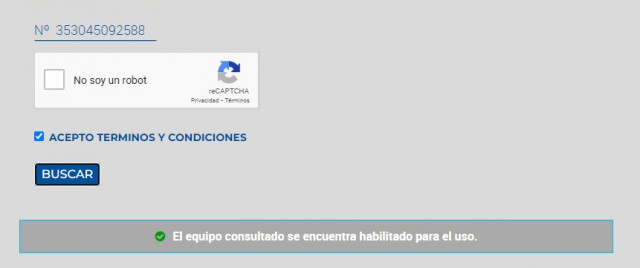 Nº 353045092588
No soy un robot
reCAPTCHA
Privacidad - Términos
ACEPTO TERMINOS Y CONDICIONES
BUSCAR
El equipo consultado se encuentra habilitado para el uso.